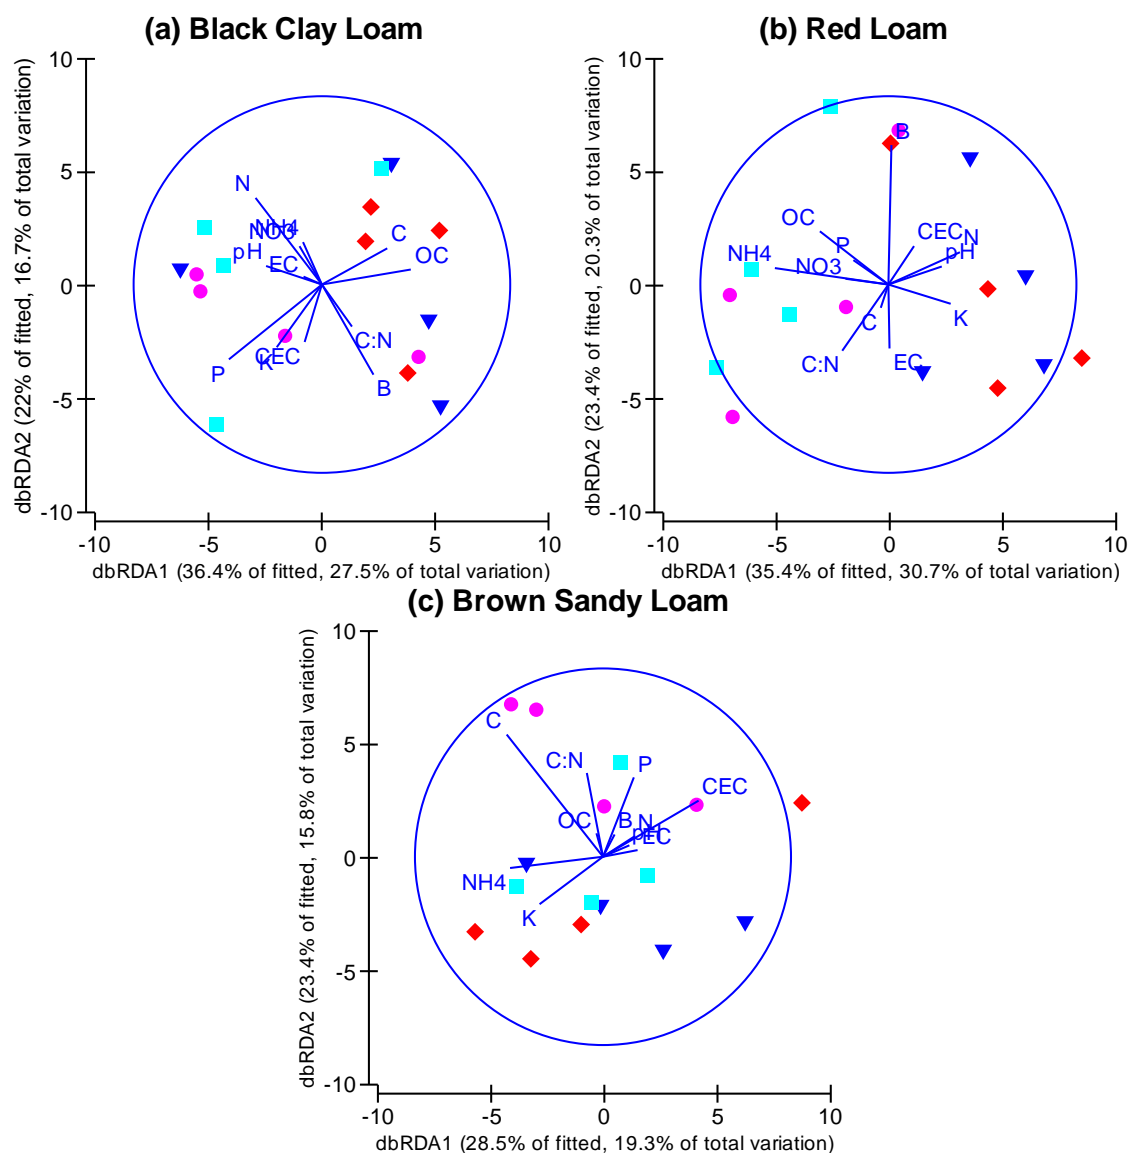 (a) Black Clay Loam
(b) Red Loam
10
5
0
-5
-10
dbRDA2 (22% of fitted, 16.7% of total variation)
N
NH4
NO3
pH
EC
C
OC
P
K
CEC
C:N
B
-10
-5
0
5
10
dbRDA1 (36.4% of fitted, 27.5% of total variation)
10
5
0
-5
-10
dbRDA2 (23.4% of fitted, 20.3% of total variation)
B
OC
P
NH4
NO3
CEC
N
pH
K
C
C:N
EC
-10
-5
0
5
10
dbRDA1 (35.4% of fitted, 30.7% of total variation)
(c) Brown Sandy Loam
10
5
0
-5
-10
dbRDA2 (23.4% of fitted, 15.8% of total variation)
C
C:N
P
CEC
OC
B
N
pH
EC
NH4
K
-10
-5
0
5
10
dbRDA1 (28.5% of fitted, 19.3% of total variation)